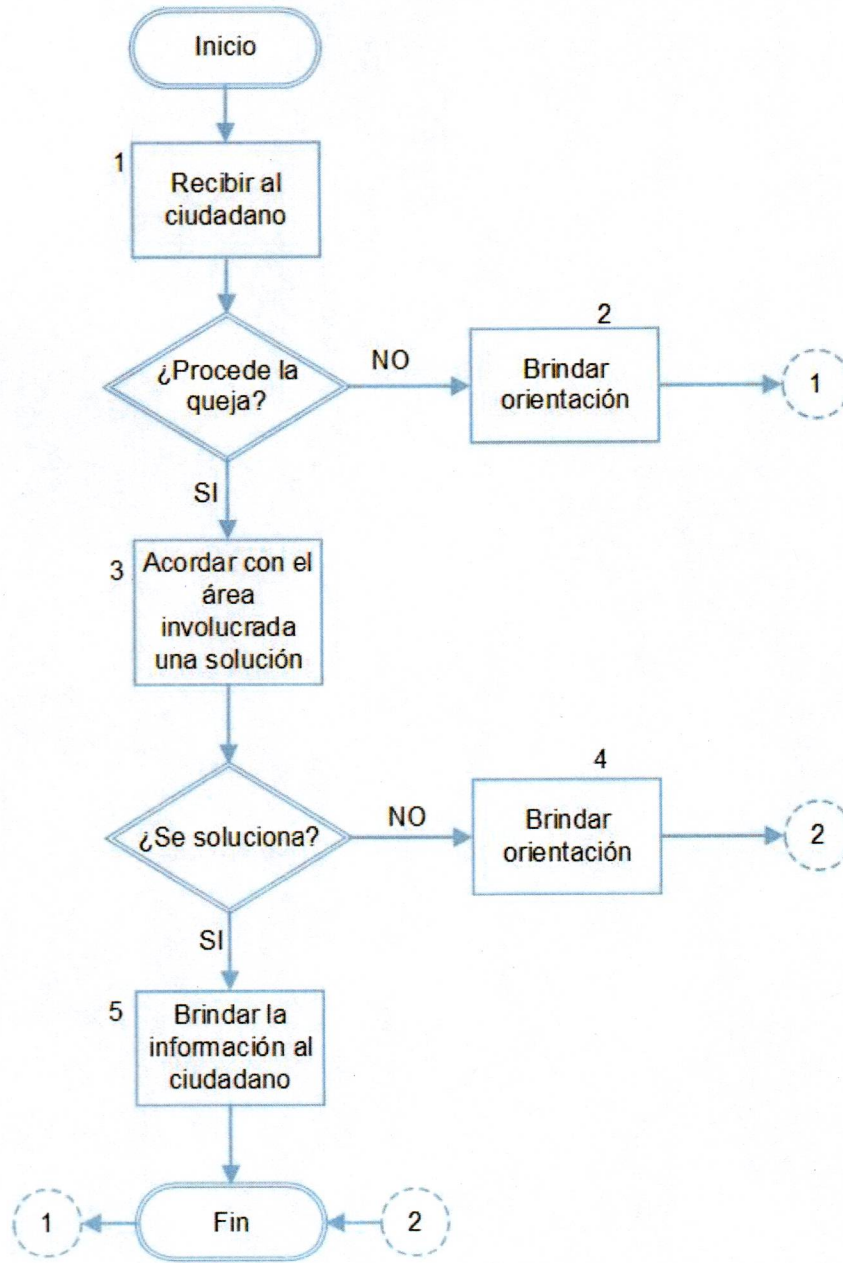 Inicio
1
Recibir al
ciudadano
¿Procede la
queja?
NO
2
Brindar
orientación
1
SI
3
Acordar con el
área
involucrada
una solución
¿Se soluciona?
NO
4
Brindar
orientación
2
SI
5
Brindar la
información al
ciudadano
1
Fin
2